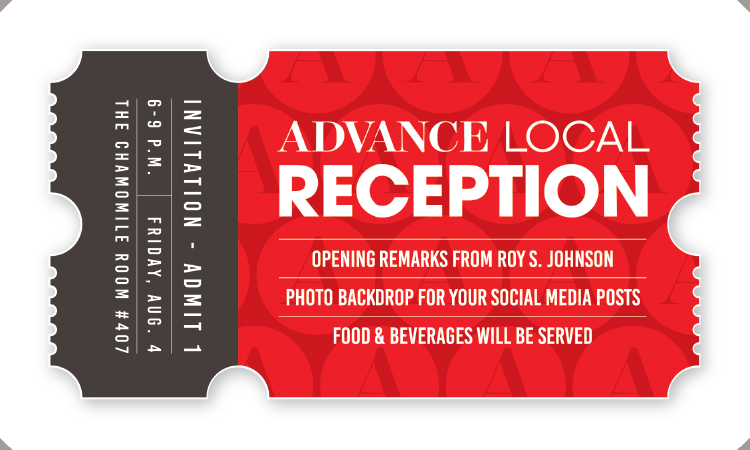 INVITATION - ADMIT 1
6-9 P.M. FRIDAY, AUG. 4
THE CHAMOMILE ROOM #407
ADVANCE LOCAL
RECEPTION
OPENING REMARKS FROM ROY S. JOHNSON
PHOTO BACKDROP FOR YOUR SOCIAL MEDIA POSTS
FOOD & BEVERAGES WILL BE SERVED